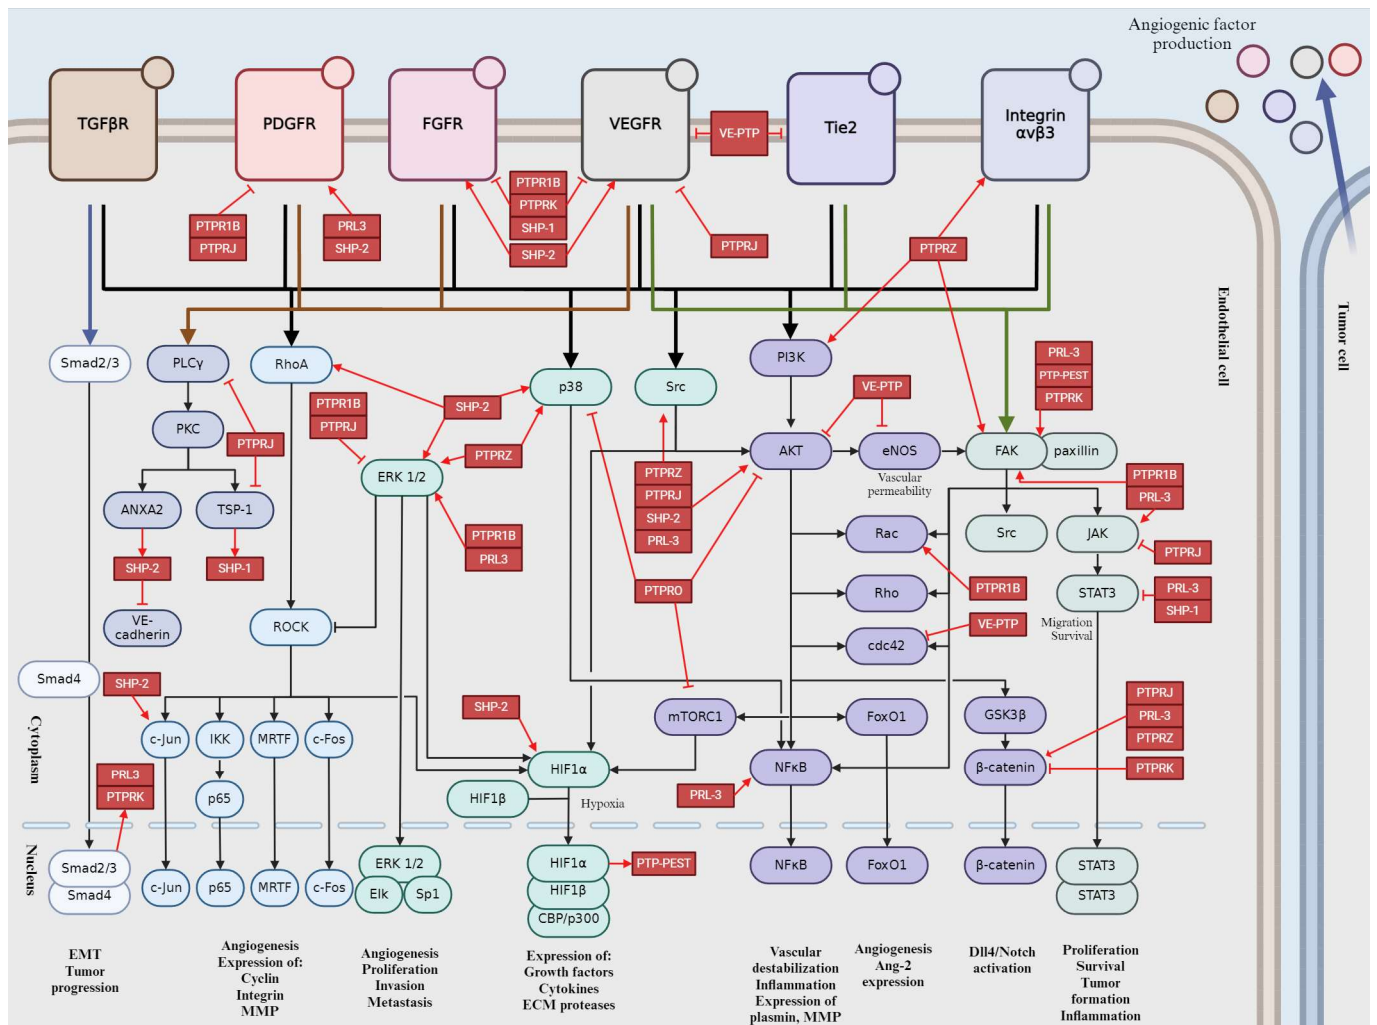 Angiogenic factor
production
TGFβR
PDGFR
FGFR
VEGFR
VE-PTP
Tie2
Integrin
αvβ3
PTPR1B
PTPRJ
PRL3
SHP-2
PTPR1B
PTPRK
SHP-1
SHP-2
PTPRJ
PTPRZ
Endothelial cell
Tumor cell
Smad2/3
PLCγ
RhoA
p38
Src
PI3K
PRL-3
PTP-PEST
PTPRK
VE-PTP
PTPR1B
PTPRJ
SHP-2
PKC
PTPRJ
PTPRZ
AKT
eNOS
FAK
paxillin
Vascular
permeability
ERK 1/2
PTPRZ
PTPRJ
SHP-2
PRL-3
PTPR1B
PRL-3
ANXA2
TSP-1
PTPR1B
PRL3
Rac
Src
JAK
PTPRJ
SHP-2
SHP-1
PTPRO
Rho
PTPR1B
STAT3
PRL-3
SHP-1
Migration
Survival
VE-
cadherin
ROCK
cdc42
VE-PTP
Smad4
SHP-2
SHP-2
mTORC1
FoxO1
GSK3β
PTPRJ
PRL-3
PTPRZ
Cytoplasm
c-Jun
IKK
MRTF
c-Fos
HIF1α
NFκB
β-catenin
PTPRK
PRL3
PTPRK
p65
HIF1β
Hypoxia
PRL-3
Nucleus
Smad2/3
Smad4
c-Jun
p65
MRTF
c-Fos
ERK 1/2
Elk
Sp1
HIF1α
HIF1β
CBP/p300
PTP-PEST
NFκB
FoxO1
β-catenin
STAT3
STAT3
EMT
Tumor
progression
Angiogenesis
Expression of:
Cyclin
Integrin
MMP
Angiogenesis
Proliferation
Invasion
Metastasis
Expression of:
Growth factors
Cytokines
ECM proteases
Vascular
destabilization
Inflammation
Expression of
plasmin, MMP
Angiogenesis
Ang-2
expression
Dll4/Notch
activation
Proliferation
Survival
Tumor
formation
Inflammation